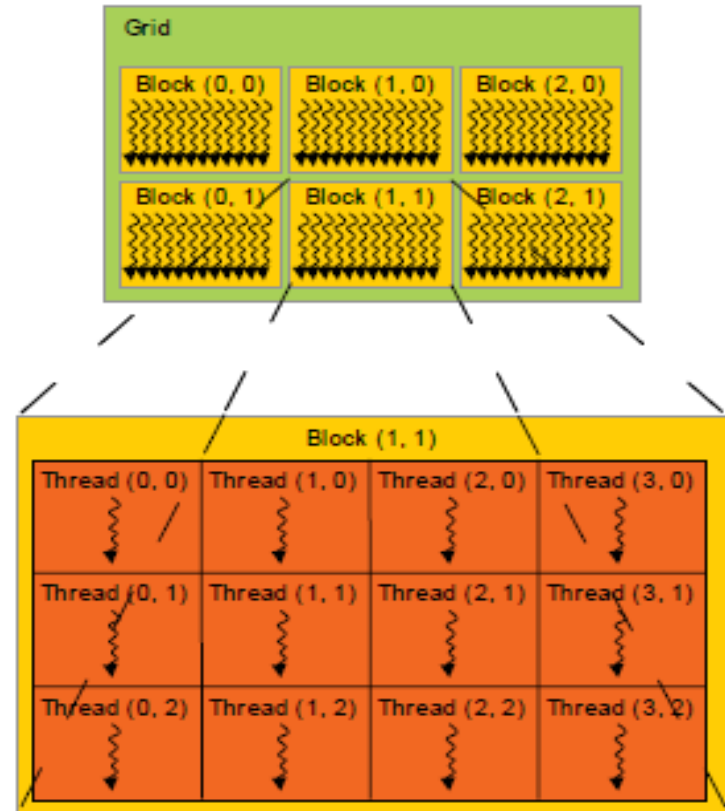 Grid
Block (0, 0) Block (1, 0) Block (2, 0)
Block (0, 1) Block (1, 1) Block (2, 1)
Block (1, 1)
Thread (0, 0) Thread (1, 0) Thread (2, 0) Thread (3, 0)
Thread (0, 1) Thread (1, 1) Thread (2, 1) Thread (3, 1)
Thread (0, 2) Thread (1, 2) Thread (2, 2) Thread (3, 2)